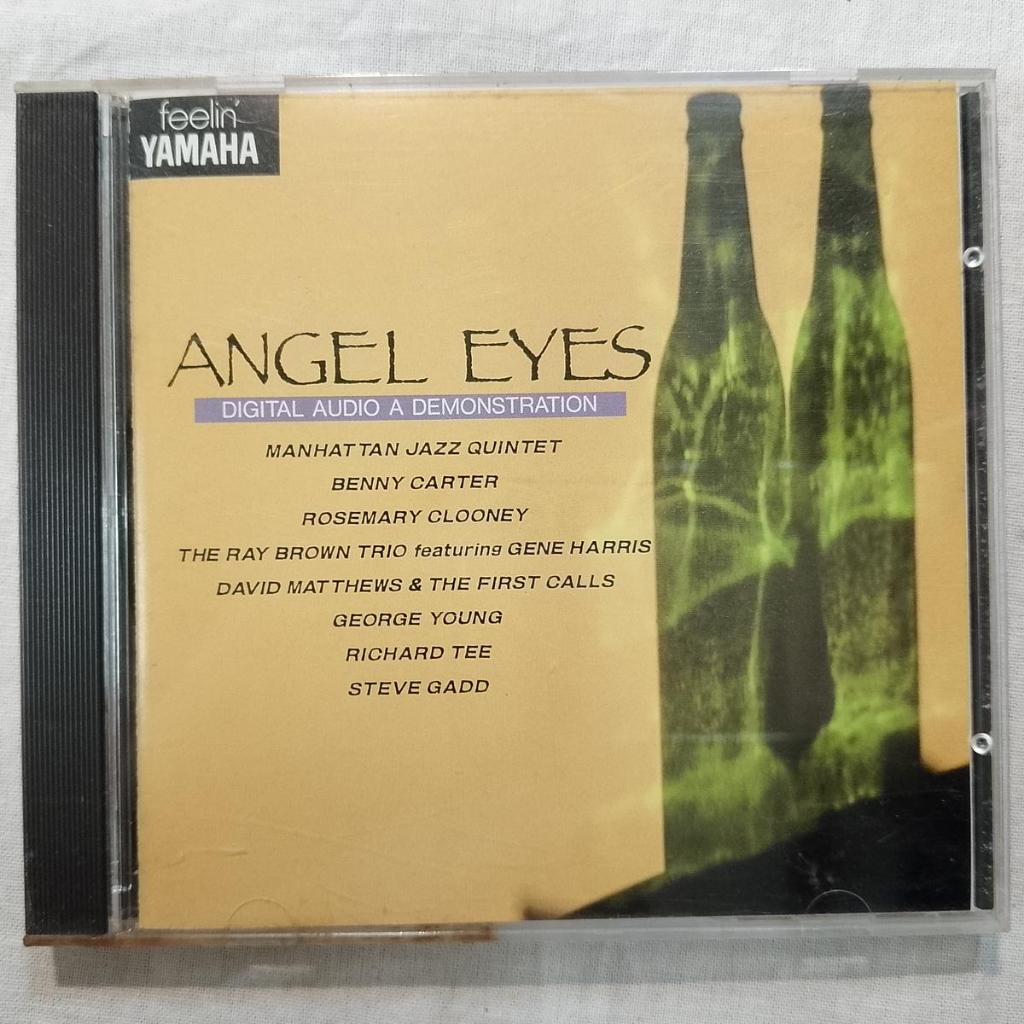 feelin'
YAMAHA
ANGEL EYES
DIGITAL AUDIO A DEMONSTRATION
MANHATTAN JAZZ QUINTET
BENNY CARTER
ROSEMARY CLOONEY
THE RAY BROWN TRIO featuring GENE HARRIS
DAVID MATTHEWS & THE FIRST CALLS
GEORGE YOUNG
RICHARD TEE
STEVE GADD